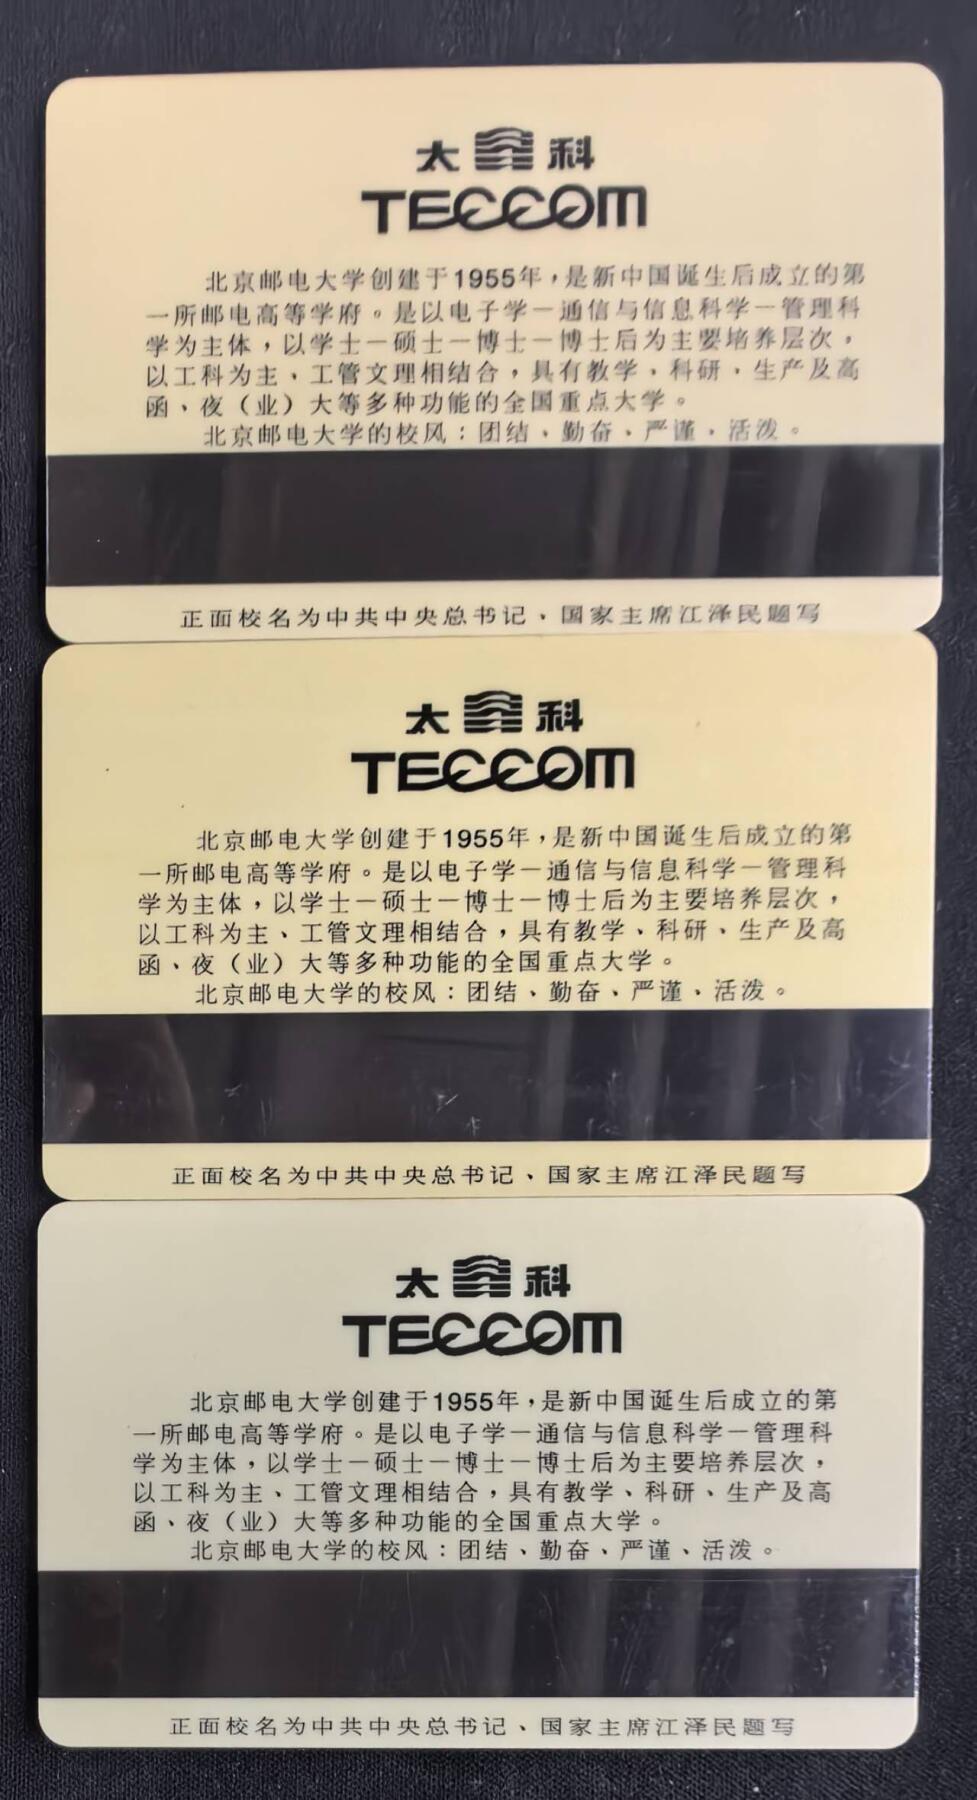 太合科
TECCOM
北京邮电大学创建于1955年，是新中国诞生后成立的第
一所邮电高等学府。是以电子学－通信与信息科学－管理科
学为主体，以学士－硕士－博士－博士后为主要培养层次，
以工科为主、工管文理相结合，具有教学、科研、生产及高
函、夜（业）大等多种功能的全国重点大学。
北京邮电大学的校风：团结、勤奋、严谨、活泼。
正面校名为中共中央总书记、国家主席江泽民题写
太合科
TECCOM
北京邮电大学创建于1955年，是新中国诞生后成立的第
一所邮电高等学府。是以电子学－通信与信息科学－管理科
学为主体，以学士－硕士－博士－博士后为主要培养层次，
以工科为主、工管文理相结合，具有教学、科研、生产及高
函、夜（业）大等多种功能的全国重点大学。
北京邮电大学的校风：团结、勤奋、严谨、活泼。
正面校名为中共中央总书记、国家主席江泽民题写
太合科
TECCOM
北京邮电大学创建于1955年，是新中国诞生后成立的第
一所邮电高等学府。是以电子学－通信与信息科学－管理科
学为主体，以学士－硕士－博士－博士后为主要培养层次，
以工科为主、工管文理相结合，具有教学、科研、生产及高
函、夜（业）大等多种功能的全国重点大学。
北京邮电大学的校风：团结、勤奋、严谨、活泼。
正面校名为中共中央总书记、国家主席江泽民题写